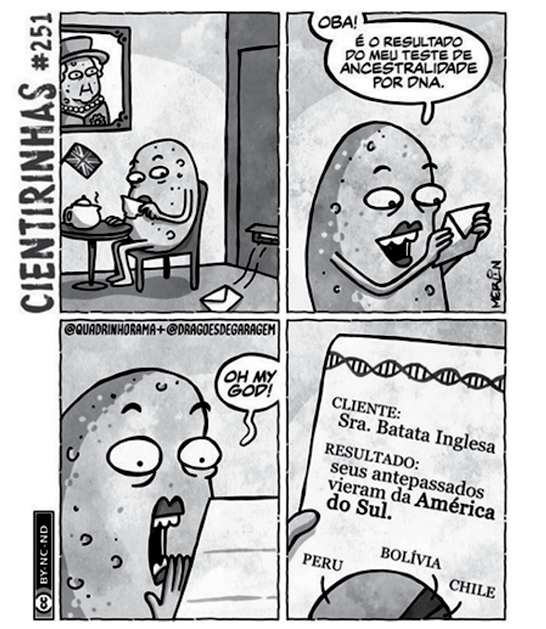 CIENTIRINHAS #251
OBA!
É O RESULTADO
DO MEU TESTE DE
ANCESTRALIDADE
POR DNA.
MERLIN
@QUADRINHORAMA + @DRAGOESDEGARAGEM
OH MY
GOD!
CLIENTE:
Sra. Batata Inglesa
RESULTADO:
seus antepassados
vieram da América
do Sul.
PERU
BOLÍVIA
CHILE
cc BY-NC-ND